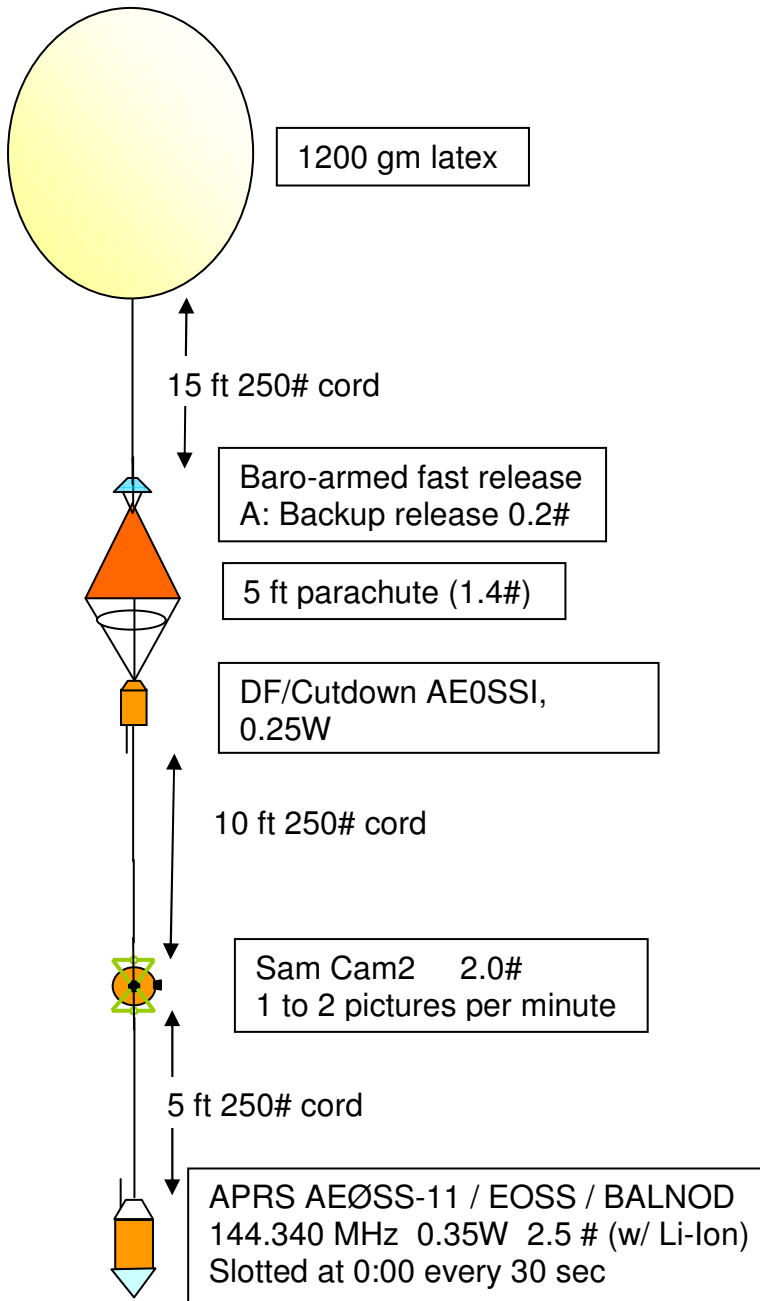 1200 gm latex
15 ft 250# cord
Baro-armed fast release
A: Backup release 0.2#
5 ft parachute (1.4#)
DF/Cutdown AE0SSI,
0.25W
10 ft 250# cord
Sam Cam2 2.0#
1 to 2 pictures per minute
5 ft 250# cord
APRS AEØSS-11 / EOSS / BALNOD
144.340 MHz 0.35W 2.5 # (w/ Li-Ion)
Slotted at 0:00 every 30 sec